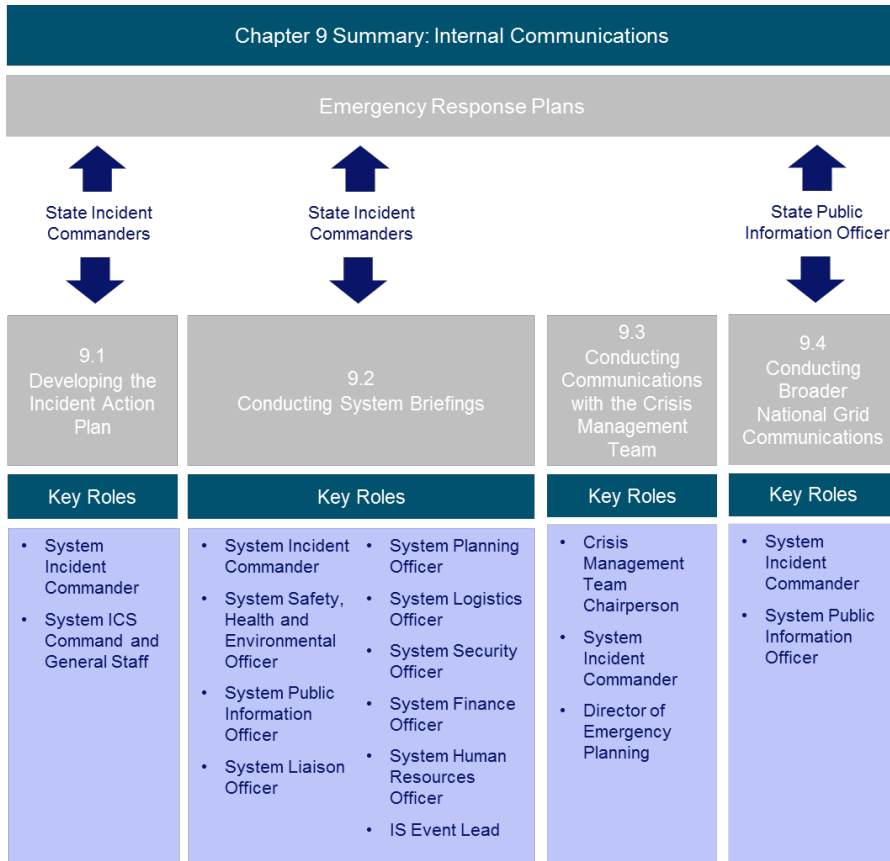 Chapter 9 Summary: Internal Communications
Emergency Response Plans
State Incident
Commanders
State Incident
Commanders
State Public
Information Officer
9.1
Developing the
Incident Action
Plan
9.2
Conducting System Briefings
9.3
Conducting
Communications
with the Crisis
Management
Team
9.4
Conducting
Broader
National Grid
Communications
Key Roles
• System
Incident
Commander
• System ICS
Command and
General Staff
Key Roles
• System Incident
Commander
• System Safety,
Health and
Environmental
Officer
• System Public
Information
Officer
• System Liaison
Officer
• System Planning
Officer
• System Logistics
Officer
• System Security
Officer
• System Finance
Officer
• System Human
Resources
Officer
• IS Event Lead
Key Roles
• Crisis
Management
Team
Chairperson
• System
Incident
Commander
• Director of
Emergency
Planning
Key Roles
• System
Incident
Commander
• System Public
Information
Officer